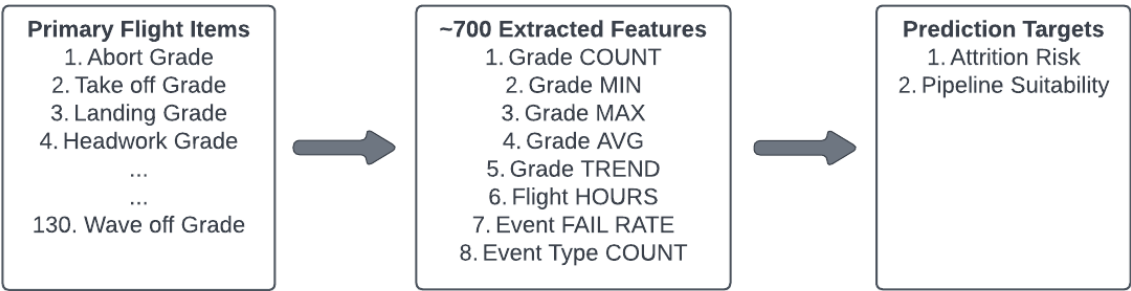 Primary Flight Items
1. Abort Grade
2. Take off Grade
3. Landing Grade
4. Headwork Grade
...
...
130. Wave off Grade
~700 Extracted Features
1. Grade COUNT
2. Grade MIN
3. Grade MAX
4. Grade AVG
5. Grade TREND
6. Flight HOURS
7. Event FAIL RATE
8. Event Type COUNT
Prediction Targets
1. Attrition Risk
2. Pipeline Suitability